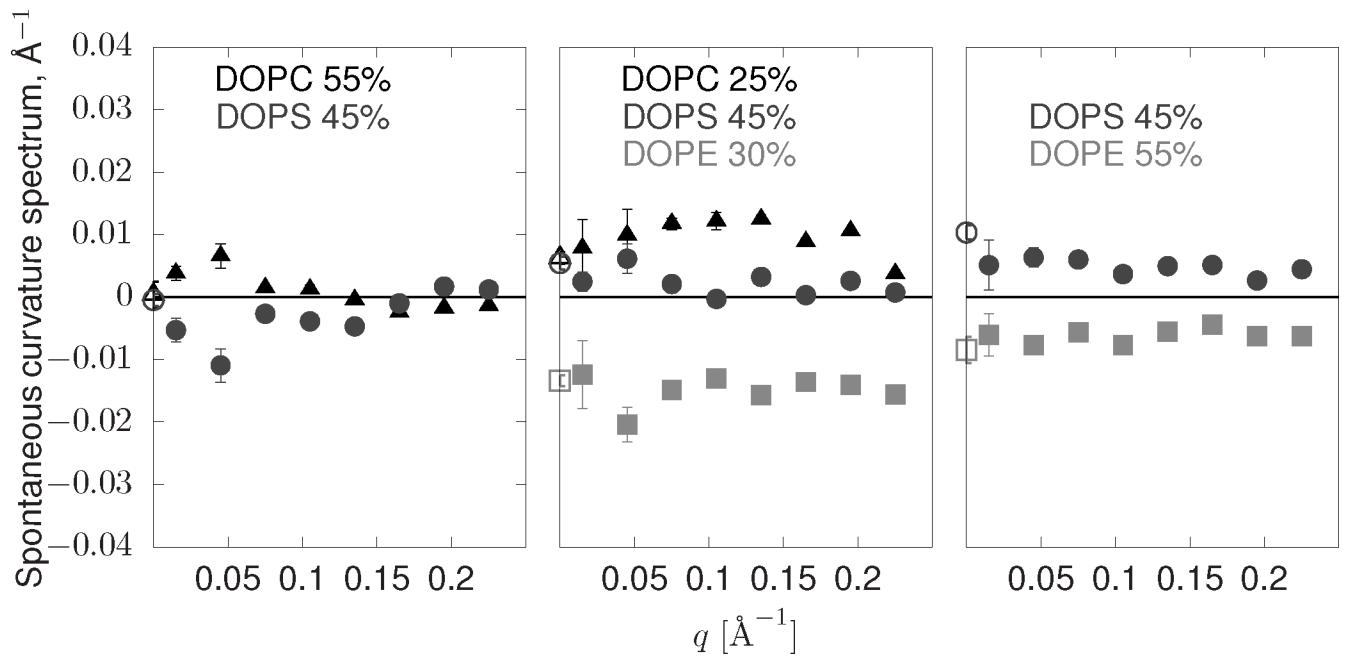 Spontaneous curvature spectrum, Å⁻¹
0.04
0.03
0.02
0.01
0
−0.01
−0.02
−0.03
−0.04
DOPC 55%
DOPS 45%
0.05 0.1 0.15 0.2
DOPC 25%
DOPS 45%
DOPE 30%
0.05 0.1 0.15 0.2
DOPS 45%
DOPE 55%
0.05 0.1 0.15 0.2
q [Å⁻¹]